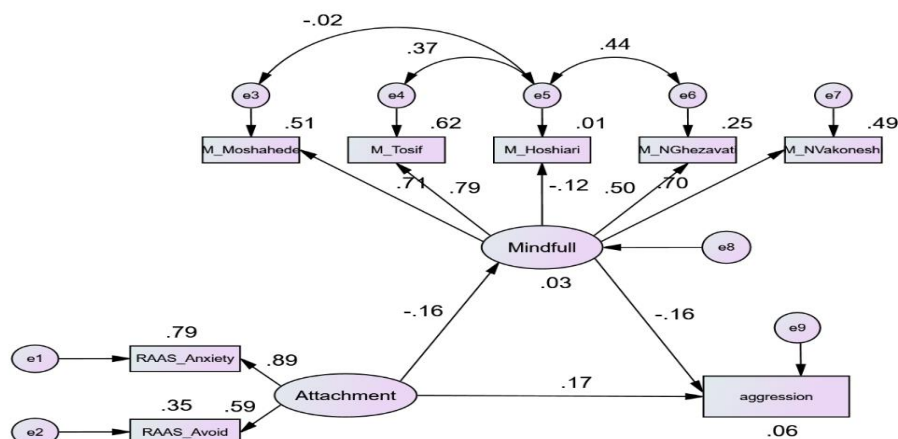 -.02
.37
.44
e3
e4
e5
e6
e7
.51
.62
.01
.25
.49
M_Moshahede
M_Tosif
M_Hoshiari
M_NGhezavati
M_NVakonesh
.71
.79
-.12
.50
.70
Mindfull
e8
.03
-.16
-.16
.79
e1
RAAS_Anxiety
.89
e9
Attachment
.17
aggression
.35
.59
e2
RAAS_Avoid
.06